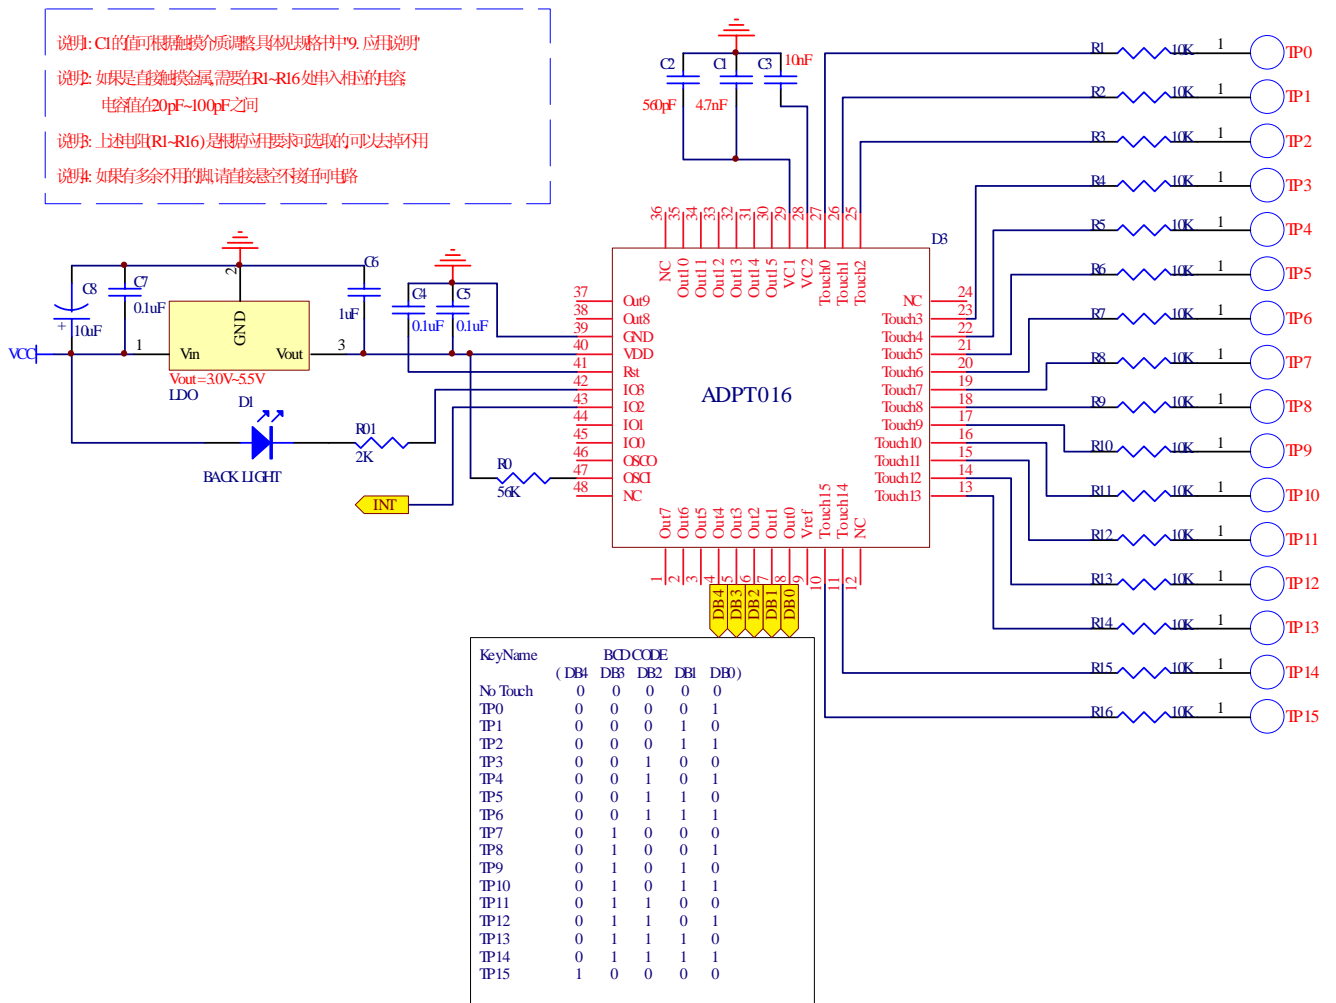 说明1: C1的值可根据触摸介质调整,具体见规格书中"9. 应用说明"
说明2: 如果是直接触摸金属,需要在R1~R16处串入相应的电容
电容值在20pF~100pF之间
说明3: 上述电阻(R1~R16)是根据应用要求可选取的,可以去掉不用
说明4: 如果有多余不用的脚,请直接悬空不接任何电路
C2
560pF
C1
4.7nF
C3
10nF
R1 10K 1 TP0
R2 10K 1 TP1
R3 10K 1 TP2
R4 10K 1 TP3
R5 10K 1 TP4
R6 10K 1 TP5
R7 10K 1 TP6
R8 10K 1 TP7
R9 10K 1 TP8
R10 10K 1 TP9
R11 10K 1 TP10
R12 10K 1 TP11
R13 10K 1 TP12
R14 10K 1 TP13
R15 10K 1 TP14
R16 10K 1 TP15
C8
10uF
+
C7
0.1uF
C6
1uF
C4
0.1uF
C5
0.1uF
VCC
1
2
3
Vin
GND
Vout
Vout=3.0V~5.5V
LDO
D1
BACK LIGHT
R01
2K
R0
56K
INT
D3
ADPT016
36 NC
35 Out10
34 Out11
33 Out12
32 Out13
31 Out14
30 Out15
29 VC1
28 VC2
27 Touch0
26 Touch1
25 Touch2
37 Out9
38 Out8
39 GND
40 VDD
41 Rst
42 IO3
43 IO2
44 IO1
45 IO0
46 OSCO
47 OSCI
48 NC
NC 24
Touch3 23
Touch4 22
Touch5 21
Touch6 20
Touch7 19
Touch8 18
Touch9 17
Touch10 16
Touch11 15
Touch12 14
Touch13 13
Out7 1
Out6 2
Out5 3
Out4 4
Out3 5
Out2 6
Out1 7
Out0 8
Vref 9
Touch15 10
Touch14 11
NC 12
DB4
DB3
DB2
DB1
DB0
KeyName BCD CODE
( DB4 DB3 DB2 DB1 DB0 )
No Touch 0 0 0 0 0
TP0 0 0 0 0 1
TP1 0 0 0 1 0
TP2 0 0 0 1 1
TP3 0 0 1 0 0
TP4 0 0 1 0 1
TP5 0 0 1 1 0
TP6 0 0 1 1 1
TP7 0 1 0 0 0
TP8 0 1 0 0 1
TP9 0 1 0 1 0
TP10 0 1 0 1 1
TP11 0 1 1 0 0
TP12 0 1 1 0 1
TP13 0 1 1 1 0
TP14 0 1 1 1 1
TP15 1 0 0 0 0